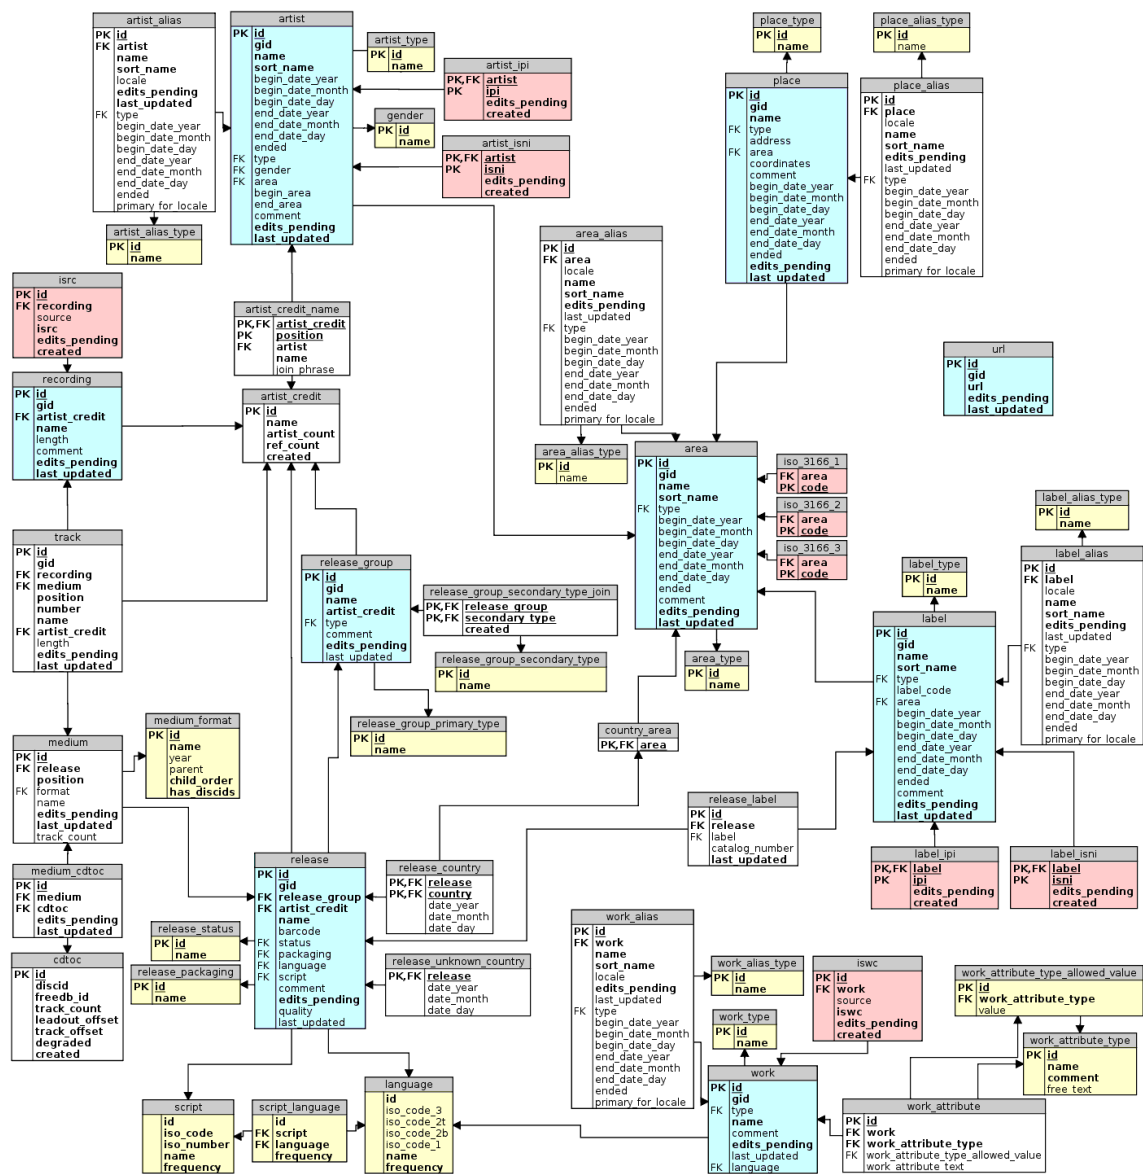 artist_alias
PK id
FK artist
name
sort_name
locale
edits_pending
last_updated
FK type
begin_date_year
begin_date_month
begin_date_day
end_date_year
end_date_month
end_date_day
ended
primary_for_locale
artist_alias_type
PK id
name
artist
PK id
gid
name
sort_name
begin_date_year
begin_date_month
begin_date_day
end_date_year
end_date_month
end_date_day
ended
FK type
FK gender
FK area
begin_area
end_area
comment
edits_pending
last_updated
artist_type
PK id
name
artist_ipi
PK,FK artist
PK ipi
edits_pending
created
gender
PK id
name
artist_isni
PK,FK artist
PK isni
edits_pending
created
place_type
PK id
name
place_alias_type
PK id
name
place
PK id
gid
name
FK type
address
FK area
coordinates
comment
begin_date_year
begin_date_month
begin_date_day
end_date_year
end_date_month
end_date_day
ended
edits_pending
last_updated
place_alias
PK id
FK place
locale
name
sort_name
edits_pending
last_updated
FK type
begin_date_year
begin_date_month
begin_date_day
end_date_year
end_date_month
end_date_day
ended
primary_for_locale
area_alias
PK id
FK area
locale
name
sort_name
edits_pending
last_updated
FK type
begin_date_year
begin_date_month
begin_date_day
end_date_year
end_date_month
end_date_day
ended
primary_for_locale
area_alias_type
PK id
name
isrc
PK id
FK recording
source
isrc
edits_pending
created
artist_credit_name
PK,FK artist_credit
PK position
FK artist
name
join_phrase
recording
PK id
gid
FK artist_credit
name
length
comment
edits_pending
last_updated
artist_credit
PK id
name
artist_count
ref_count
created
url
PK id
gid
url
edits_pending
last_updated
area
PK id
gid
name
sort_name
FK type
begin_date_year
begin_date_month
begin_date_day
end_date_year
end_date_month
end_date_day
ended
comment
edits_pending
last_updated
iso_3166_1
FK area
PK code
iso_3166_2
FK area
PK code
iso_3166_3
FK area
PK code
area_type
PK id
name
label_alias_type
PK id
name
label_type
PK id
name
label_alias
PK id
FK label
locale
name
sort_name
edits_pending
last_updated
FK type
begin_date_year
begin_date_month
begin_date_day
end_date_year
end_date_month
end_date_day
ended
primary_for_locale
label
PK id
gid
name
sort_name
FK type
label_code
FK area
begin_date_year
begin_date_month
begin_date_day
end_date_year
end_date_month
end_date_day
ended
comment
edits_pending
last_updated
track
PK id
gid
FK recording
FK medium
position
number
name
FK artist_credit
length
edits_pending
last_updated
release_group
PK id
gid
name
artist_credit
FK type
comment
edits_pending
last_updated
release_group_secondary_type_join
PK,FK release_group
PK,FK secondary_type
created
release_group_secondary_type
PK id
name
release_group_primary_type
PK id
name
country_area
PK,FK area
medium_format
PK id
name
year
parent
child_order
has_discids
medium
PK id
FK release
position
FK format
name
edits_pending
last_updated
track_count
release_label
PK id
FK release
FK label
catalog_number
last_updated
label_ipi
PK,FK label
PK ipi
edits_pending
created
label_isni
PK,FK label
PK isni
edits_pending
created
medium_cdtoc
PK id
FK medium
FK cdtoc
edits_pending
last_updated
cdtoc
PK id
discid
freedb_id
track_count
leadout_offset
track_offset
degraded
created
release_status
PK id
name
release_packaging
PK id
name
release
PK id
gid
FK release_group
FK artist_credit
name
barcode
FK status
FK packaging
FK language
FK script
comment
edits_pending
quality
last_updated
release_country
PK,FK release
PK,FK country
date_year
date_month
date_day
release_unknown_country
PK,FK release
date_year
date_month
date_day
work_alias
PK id
FK work
name
sort_name
locale
edits_pending
last_updated
FK type
begin_date_year
begin_date_month
begin_date_day
end_date_year
end_date_month
end_date_day
ended
primary_for_locale
work_alias_type
PK id
name
work_type
PK id
name
iswc
PK id
FK work
source
iswc
edits_pending
created
work_attribute_type_allowed_value
PK id
FK work_attribute_type
value
work_attribute_type
PK id
name
comment
free_text
work
PK id
gid
FK type
name
comment
edits_pending
last_updated
FK language
work_attribute
PK id
FK work
FK work_attribute_type
FK work_attribute_type_allowed_value
work_attribute_text
script
id
iso_code
iso_number
name
frequency
script_language
id
FK script
FK language
frequency
language
id
iso_code_3
iso_code_2t
iso_code_2b
iso_code_1
name
frequency